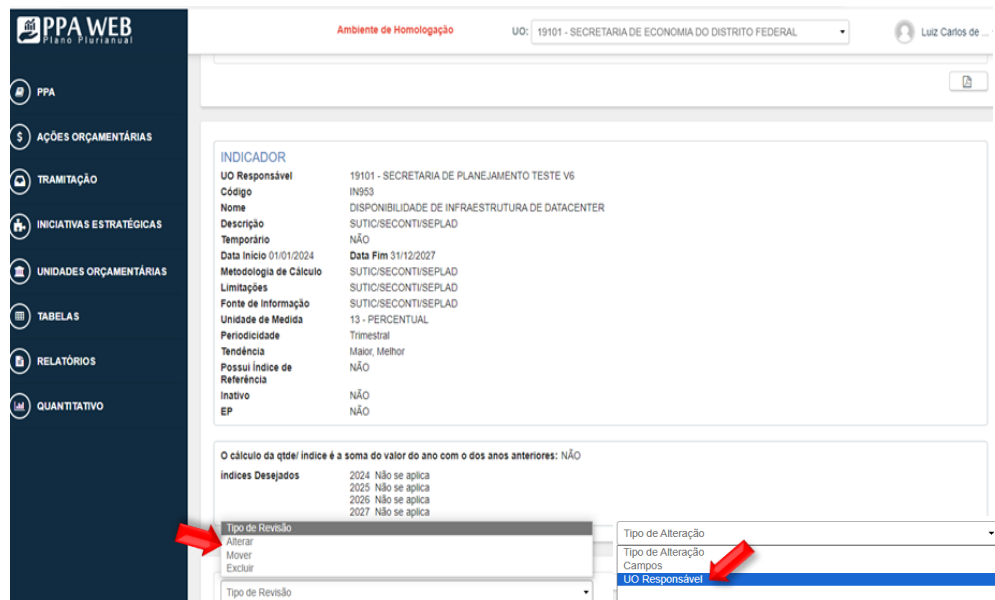 PPA WEB
Plano Plurianual
Ambiente de Homologação
UO: 19101 - SECRETARIA DE ECONOMIA DO DISTRITO FEDERAL
Luiz Carlos de ...
PPA
AÇÕES ORÇAMENTÁRIAS
TRAMITAÇÃO
INICIATIVAS ESTRATÉGICAS
UNIDADES ORÇAMENTÁRIAS
TABELAS
RELATÓRIOS
QUANTITATIVO
INDICADOR
UO Responsável 19101 - SECRETARIA DE PLANEJAMENTO TESTE V6
Código IN953
Nome DISPONIBILIDADE DE INFRAESTRUTURA DE DATACENTER
Descrição SUTIC/SECONTI/SEPLAD
Temporário NÃO
Data Início 01/01/2024 Data Fim 31/12/2027
Metodologia de Cálculo SUTIC/SECONTI/SEPLAD
Limitações SUTIC/SECONTI/SEPLAD
Fonte de Informação SUTIC/SECONTI/SEPLAD
Unidade de Medida 13 - PERCENTUAL
Periodicidade Trimestral
Tendência Maior, Melhor
Possui Índice de NÃO
Referência
Inativo NÃO
EP NÃO
O cálculo da qtde/ índice é a soma do valor do ano com o dos anos anteriores: NÃO
índices Desejados 2024 Não se aplica
2025 Não se aplica
2026 Não se aplica
2027 Não se aplica
Tipo de Revisão
Alterar
Mover
Excluir
Tipo de Revisão
Tipo de Alteração
Tipo de Alteração
Campos
UO Responsável